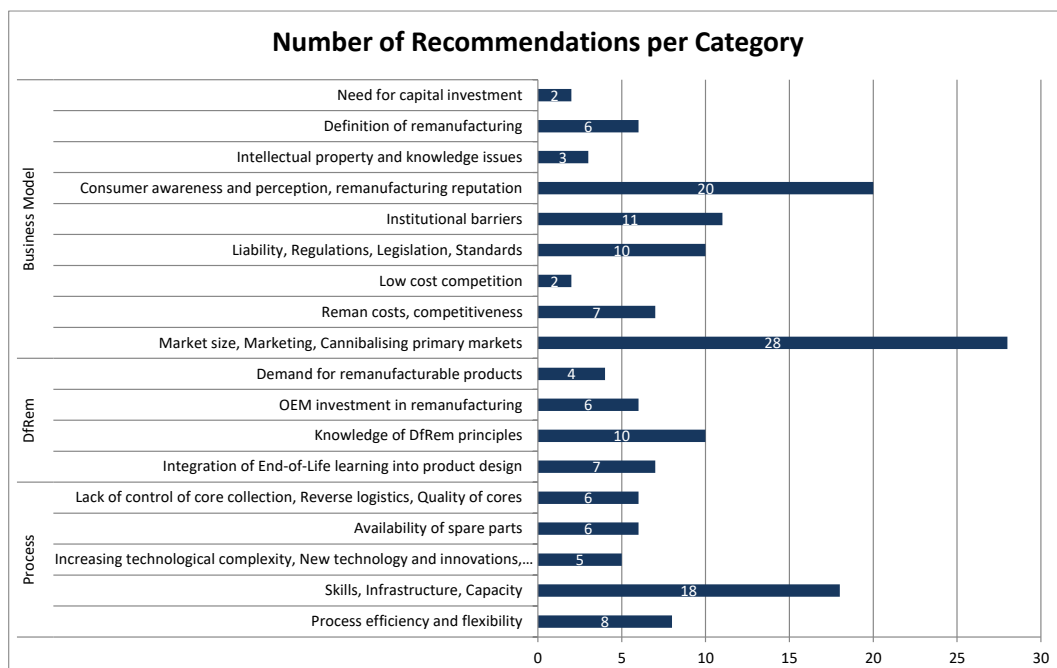 Number of Recommendations per Category
Business Model
Need for capital investment 2
Definition of remanufacturing 6
Intellectual property and knowledge issues 3
Consumer awareness and perception, remanufacturing reputation 20
Institutional barriers 11
Liability, Regulations, Legislation, Standards 10
Low cost competition 2
Reman costs, competitiveness 7
Market size, Marketing, Cannibalising primary markets 28
DfRem
Demand for remanufacturable products 4
OEM investment in remanufacturing 6
Knowledge of DfRem principles 10
Integration of End-of-Life learning into product design 7
Process
Lack of control of core collection, Reverse logistics, Quality of cores 6
Availability of spare parts 6
Increasing technological complexity, New technology and innovations,... 5
Skills, Infrastructure, Capacity 18
Process efficiency and flexibility 8
0 5 10 15 20 25 30